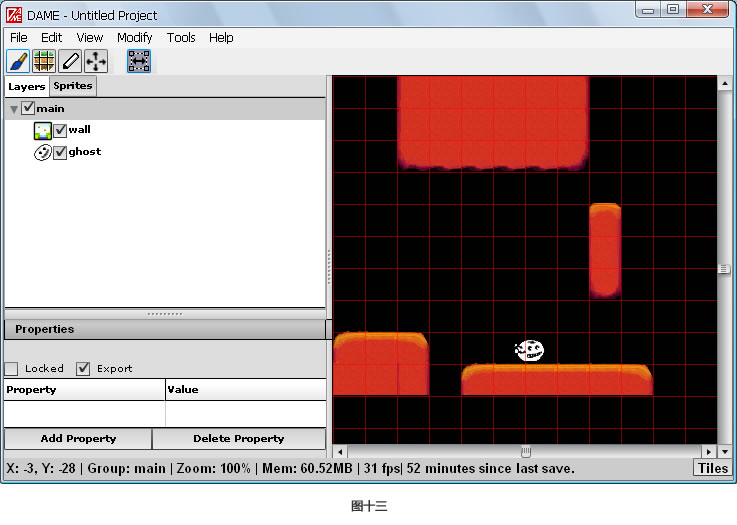 DAME - Untitled Project
File Edit View Modify Tools Help
Layers Sprites
main
wall
ghost
Properties
Locked Export
Property Value
Add Property Delete Property
X: -3, Y: -28 | Group: main | Zoom: 100% | Mem: 60.52MB | 31 fps| 52 minutes since last save. Tiles
图十三